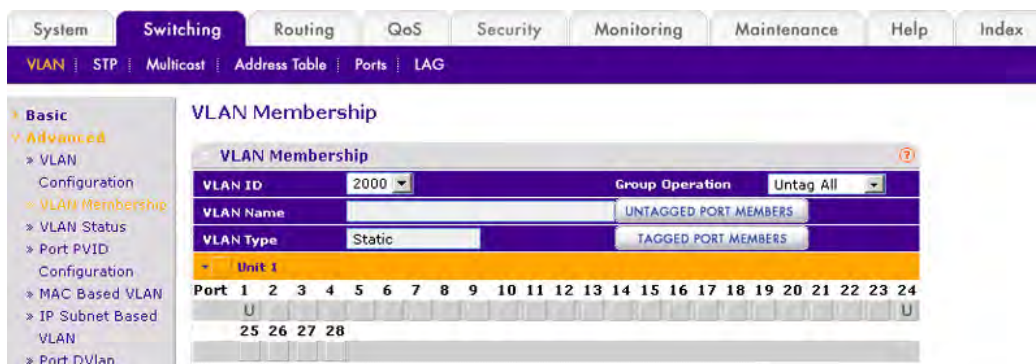 System Switching Routing QoS Security Monitoring Maintenance Help Index
VLAN STP Multicast Address Table Ports LAG
Basic
Advanced
» VLAN
Configuration
» VLAN Membership
» VLAN Status
» Port PVID
Configuration
» MAC Based VLAN
» IP Subnet Based
VLAN
» Port DVlan
VLAN Membership
VLAN Membership ?
VLAN ID 2000 Group Operation Untag All
VLAN Name UNTAGGED PORT MEMBERS
VLAN Type Static TAGGED PORT MEMBERS
Unit 1
Port 1 2 3 4 5 6 7 8 9 10 11 12 13 14 15 16 17 18 19 20 21 22 23 24
U U
25 26 27 28